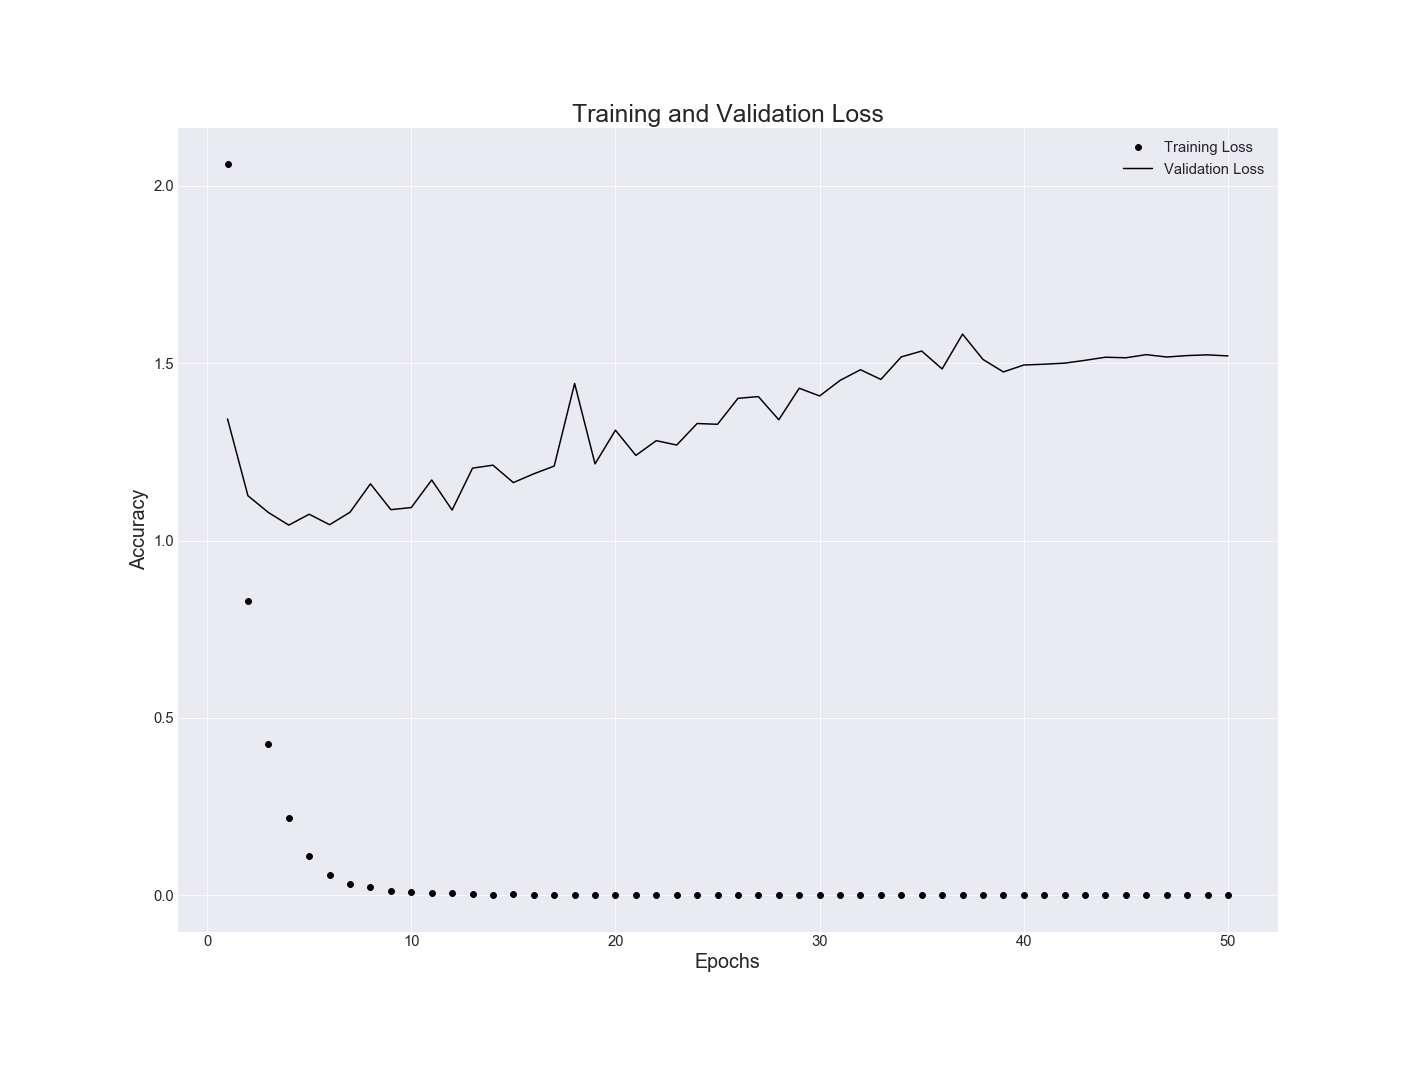 Training and Validation Loss
Training Loss
Validation Loss
2.0
1.5
1.0
0.5
0.0
Accuracy
0 10 20 30 40 50
Epochs